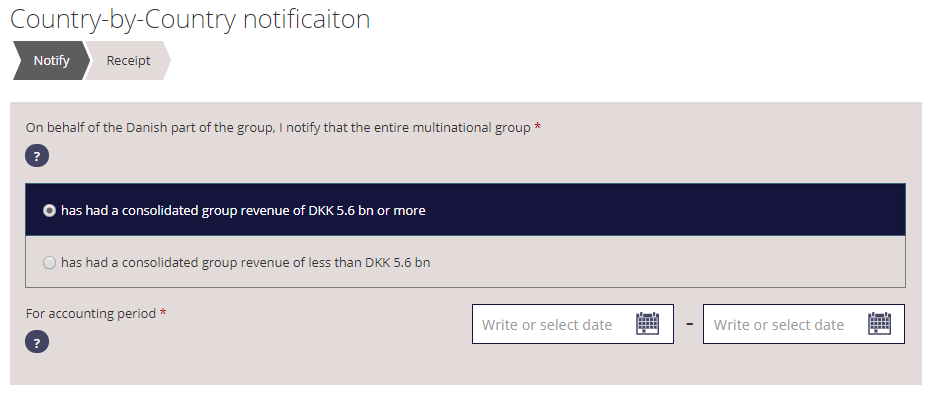 Country-by-Country notificaiton
Notify
Receipt
On behalf of the Danish part of the group, I notify that the entire multinational group *
?
has had a consolidated group revenue of DKK 5.6 bn or more
has had a consolidated group revenue of less than DKK 5.6 bn
For accounting period *
Write or select date - Write or select date
?